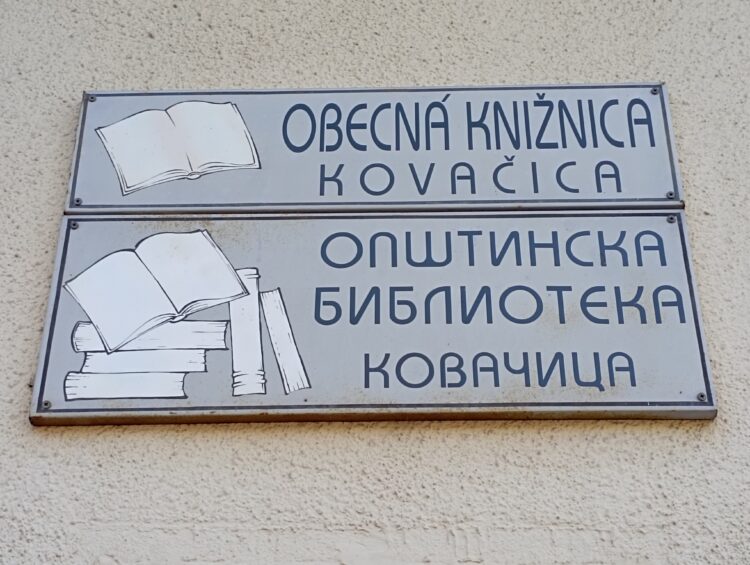 OBECNÁ KNIŽNICA
KOVAČICA
ОПШТИНСКА
БИБЛИОТЕКА
КОВАЧИЦА